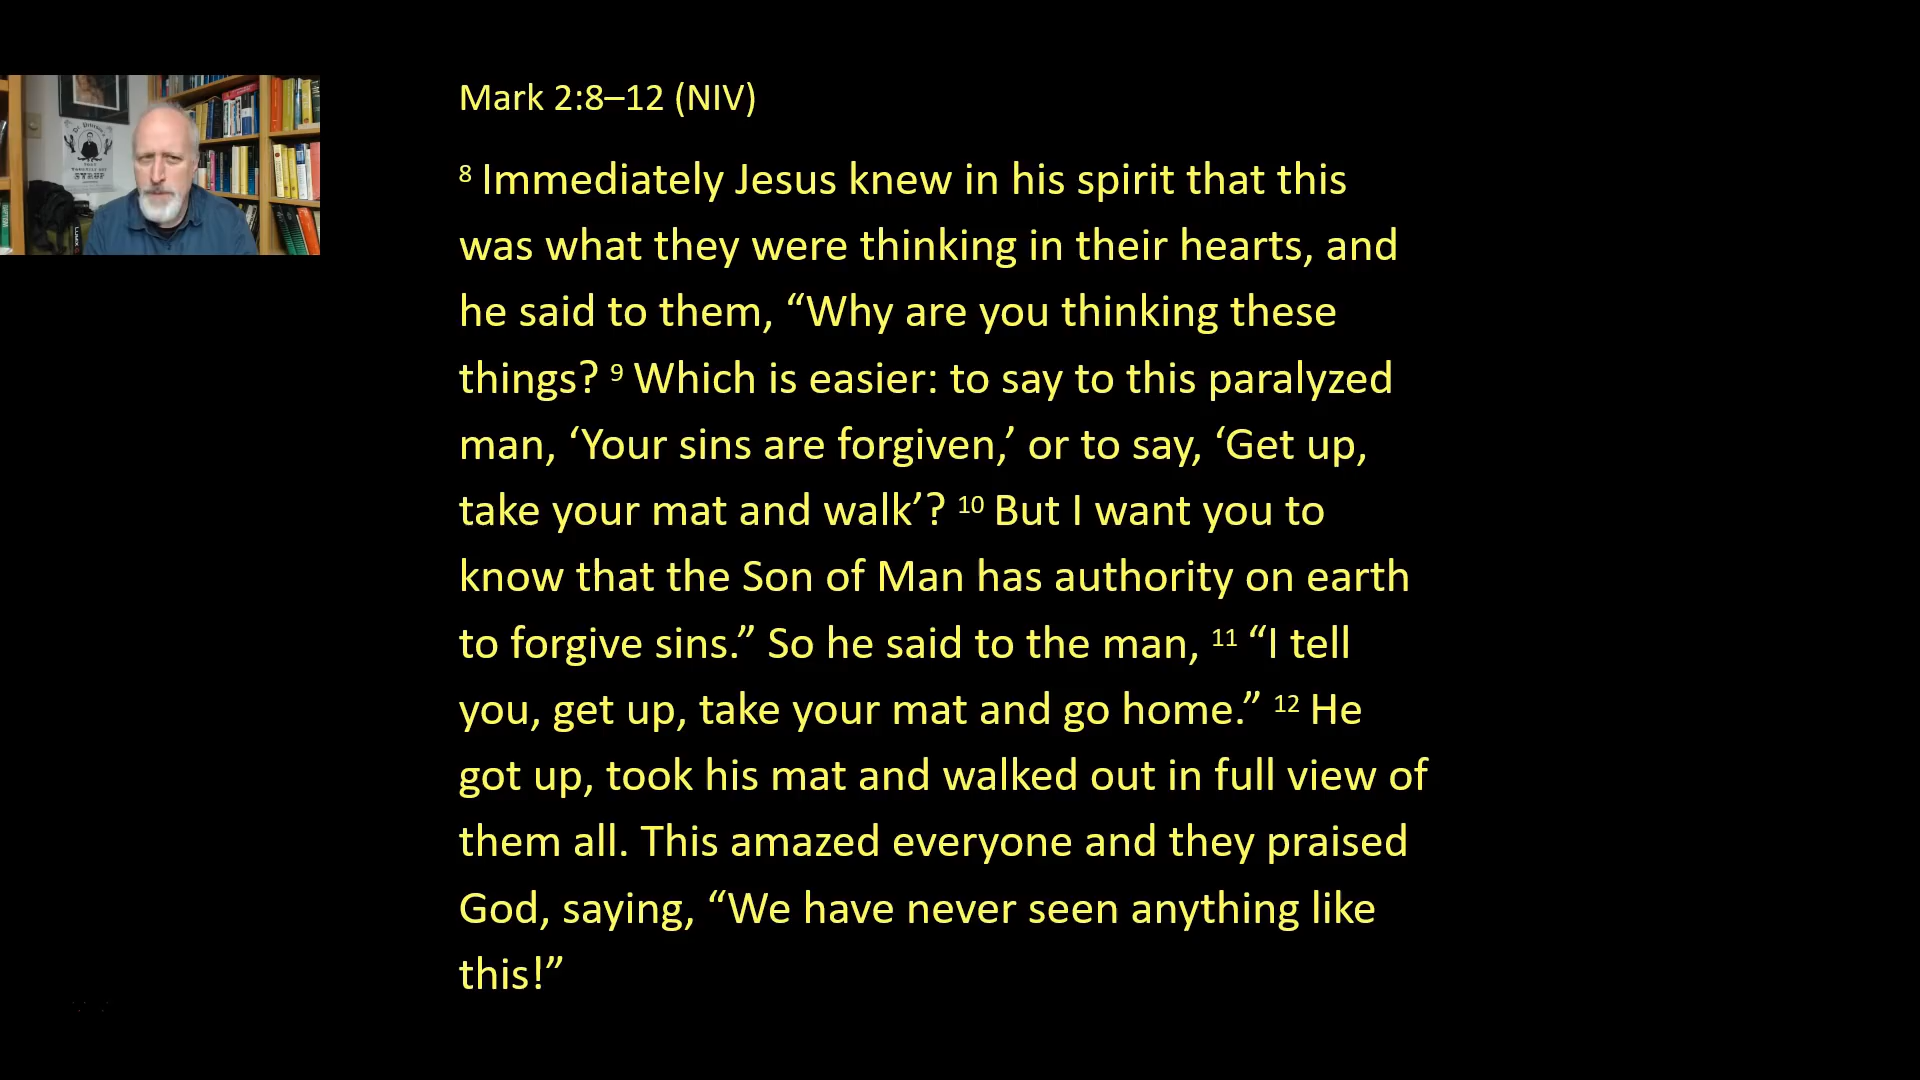 Mark 2:8–12 (NIV)
8 Immediately Jesus knew in his spirit that this
was what they were thinking in their hearts, and
he said to them, “Why are you thinking these
things? 9 Which is easier: to say to this paralyzed
man, ‘Your sins are forgiven,’ or to say, ‘Get up,
take your mat and walk’? 10 But I want you to
know that the Son of Man has authority on earth
to forgive sins.” So he said to the man, 11 “I tell
you, get up, take your mat and go home.” 12 He
got up, took his mat and walked out in full view of
them all. This amazed everyone and they praised
God, saying, “We have never seen anything like
this!”